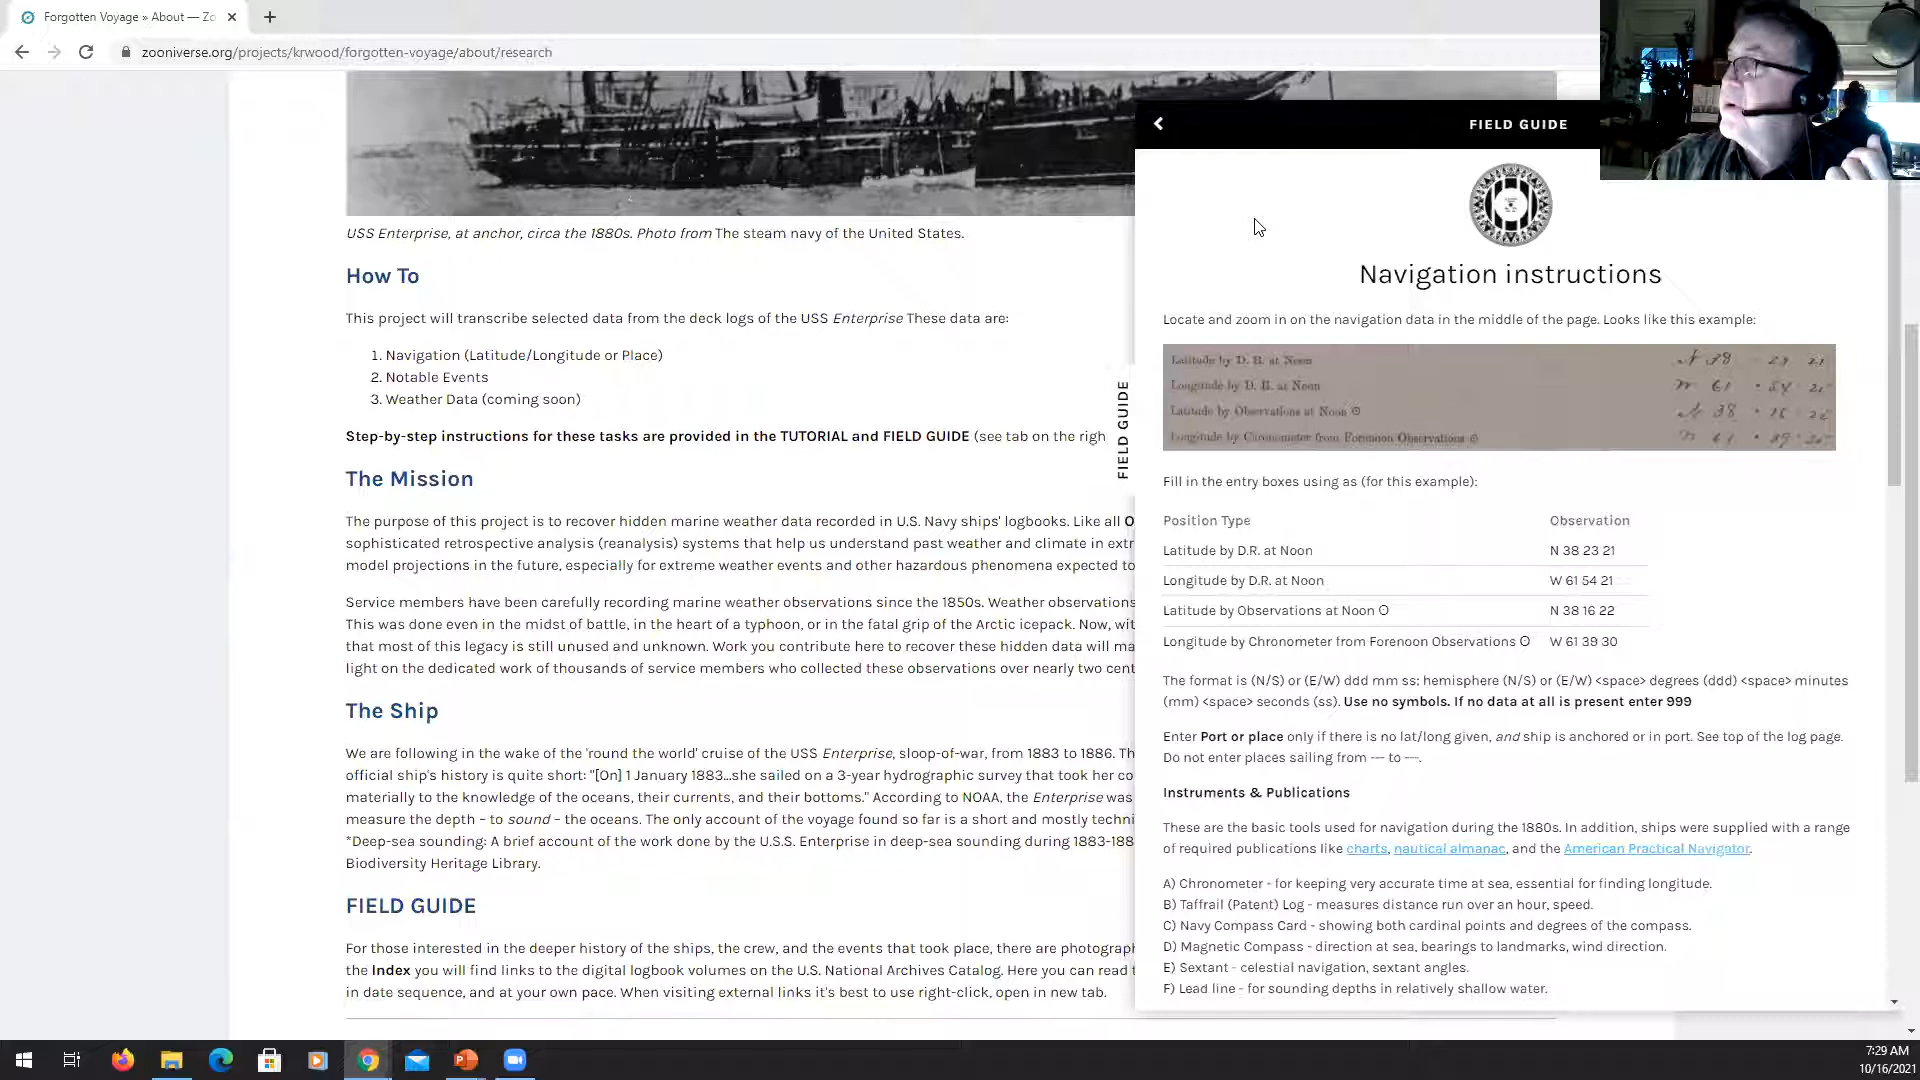 Forgotten Voyage » About — Zo
zooniverse.org/projects/krwood/forgotten-voyage/about/research
USS Enterprise, at anchor, circa the 1880s. Photo from The steam navy of the United States.
How To
This project will transcribe selected data from the deck logs of the USS Enterprise These data are:
1. Navigation (Latitude/Longitude or Place)
2. Notable Events
3. Weather Data (coming soon)
Step-by-step instructions for these tasks are provided in the TUTORIAL and FIELD GUIDE (see tab on the righ
The Mission
The purpose of this project is to recover hidden marine weather data recorded in U.S. Navy ships' logbooks. Like all O
sophisticated retrospective analysis (reanalysis) systems that help us understand past weather and climate in extr
model projections in the future, especially for extreme weather events and other hazardous phenomena expected to
Service members have been carefully recording marine weather observations since the 1850s. Weather observations
This was done even in the midst of battle, in the heart of a typhoon, or in the fatal grip of the Arctic icepack. Now, wit
that most of this legacy is still unused and unknown. Work you contribute here to recover these hidden data will ma
light on the dedicated work of thousands of service members who collected these observations over nearly two cent
The Ship
We are following in the wake of the 'round the world' cruise of the USS Enterprise, sloop-of-war, from 1883 to 1886. Th
official ship's history is quite short: "[On] 1 January 1883...she sailed on a 3-year hydrographic survey that took her co
materially to the knowledge of the oceans, their currents, and their bottoms." According to NOAA, the Enterprise was
measure the depth – to sound – the oceans. The only account of the voyage found so far is a short and mostly techni
*Deep-sea sounding: A brief account of the work done by the U.S.S. Enterprise in deep-sea sounding during 1883-188
Biodiversity Heritage Library.
FIELD GUIDE
For those interested in the deeper history of the ships, the crew, and the events that took place, there are photograp
the Index you will find links to the digital logbook volumes on the U.S. National Archives Catalog. Here you can read t
in date sequence, and at your own pace. When visiting external links it's best to use right-click, open in new tab.
FIELD GUIDE
FIELD GUIDE
Navigation instructions
Locate and zoom in on the navigation data in the middle of the page. Looks like this example:
Latitude by D. R. at Noon N 38 23 21
Longitude by D. R. at Noon W 61 54 21
Latitude by Observations at Noon ⊙ N 38 16 22
Longitude by Chronometer from Forenoon Observations ⊙ W 61 39 30
Fill in the entry boxes using as (for this example):
Position Type Observation
Latitude by D.R. at Noon N 38 23 21
Longitude by D.R. at Noon W 61 54 21
Latitude by Observations at Noon ⊙ N 38 16 22
Longitude by Chronometer from Forenoon Observations ⊙ W 61 39 30
The format is (N/S) or (E/W) ddd mm ss: hemisphere (N/S) or (E/W) <space> degrees (ddd) <space> minutes
(mm) <space> seconds (ss). Use no symbols. If no data at all is present enter 999
Enter Port or place only if there is no lat/long given, and ship is anchored or in port. See top of the log page.
Do not enter places sailing from --- to ---.
Instruments & Publications
These are the basic tools used for navigation during the 1880s. In addition, ships were supplied with a range
of required publications like charts, nautical almanac, and the American Practical Navigator.
A) Chronometer - for keeping very accurate time at sea, essential for finding longitude.
B) Taffrail (Patent) Log - measures distance run over an hour, speed.
C) Navy Compass Card - showing both cardinal points and degrees of the compass.
D) Magnetic Compass - direction at sea, bearings to landmarks, wind direction.
E) Sextant - celestial navigation, sextant angles.
F) Lead line - for sounding depths in relatively shallow water.
7:29 AM
10/16/2021